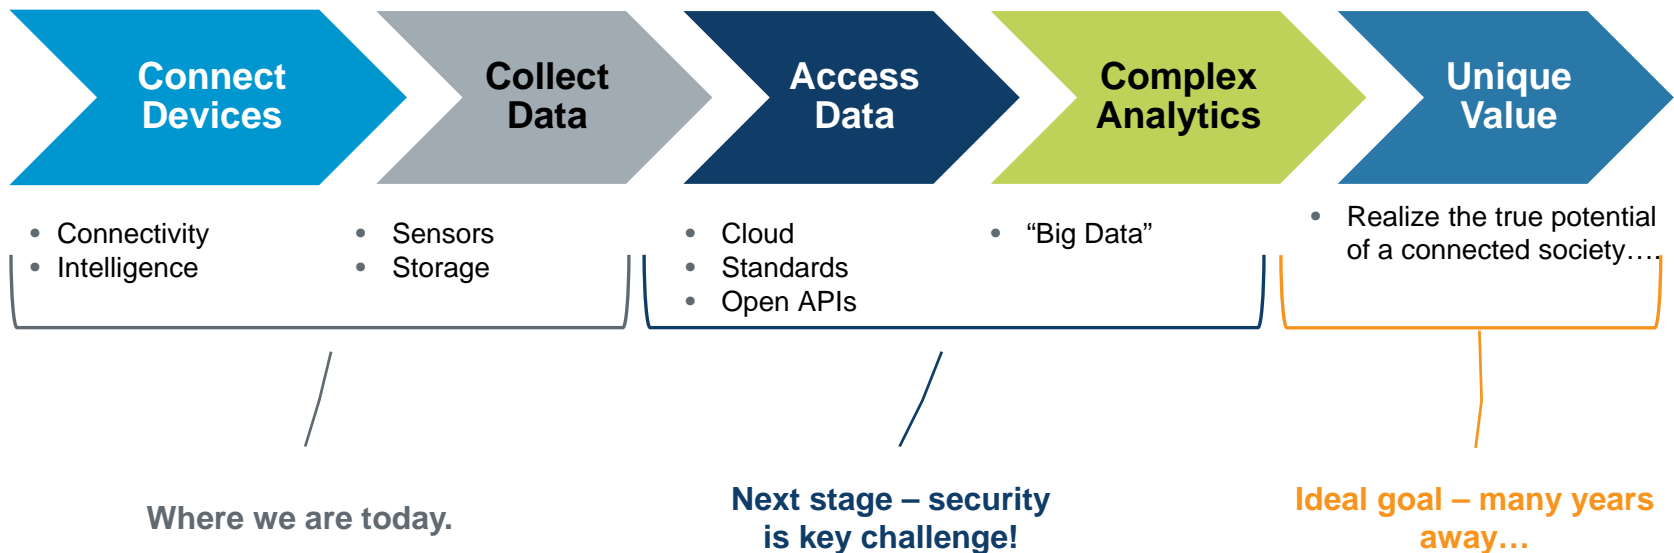 Connect
Devices
Collect
Data
Access
Data
Complex
Analytics
Unique
Value
• Connectivity
• Intelligence
• Sensors
• Storage
• Cloud
• Standards
• Open APIs
• “Big Data”
• Realize the true potential
of a connected society….
Where we are today.
Next stage – security
is key challenge!
Ideal goal – many years
away…